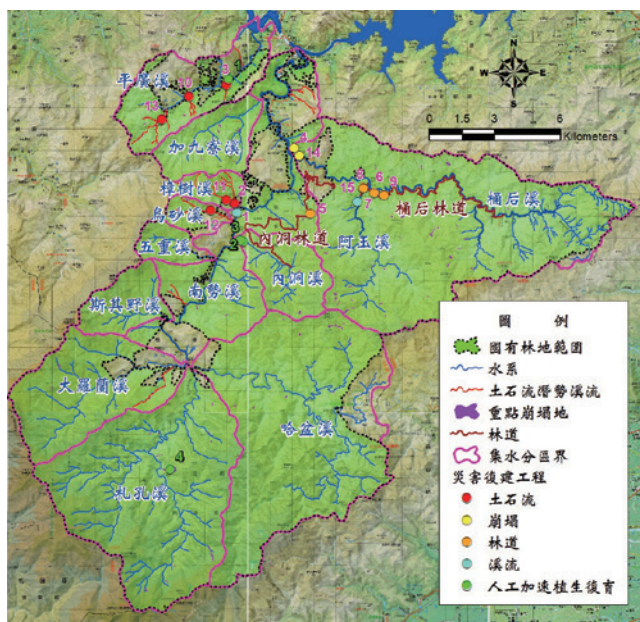 N
W
E
S
0
1.5
3
6
Kilometers
平廣溪
加九寮溪
樟樹溪
烏砂溪
五重溪
內洞林道
阿玉溪
桶后林道
桶后溪
內洞溪
斯其野溪
南勢溪
大羅蘭溪
哈盆溪
札孔溪
4
圖 例
國有林地範圍
水系
土石流潛勢溪流
重點崩塌地
林道
集水分區界
災害復建工程
土石流
崩塌
林道
溪流
人工加速植生復育